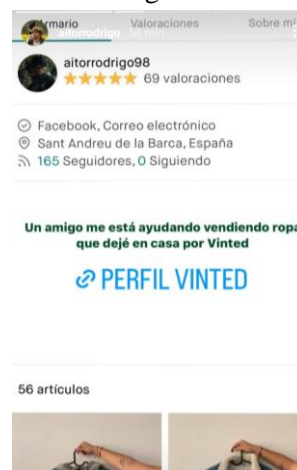 Armario Valoraciones
aitorrodrigo 54 min
aitorrodrigo98
69 valoraciones
Facebook, Correo electrónico
Sant Andreu de la Barca, España
165 Seguidores, 0 Siguiendo
Un amigo me está ayudando vendiendo ropa
que dejé en casa por Vinted
PERFIL VINTED
56 artículos